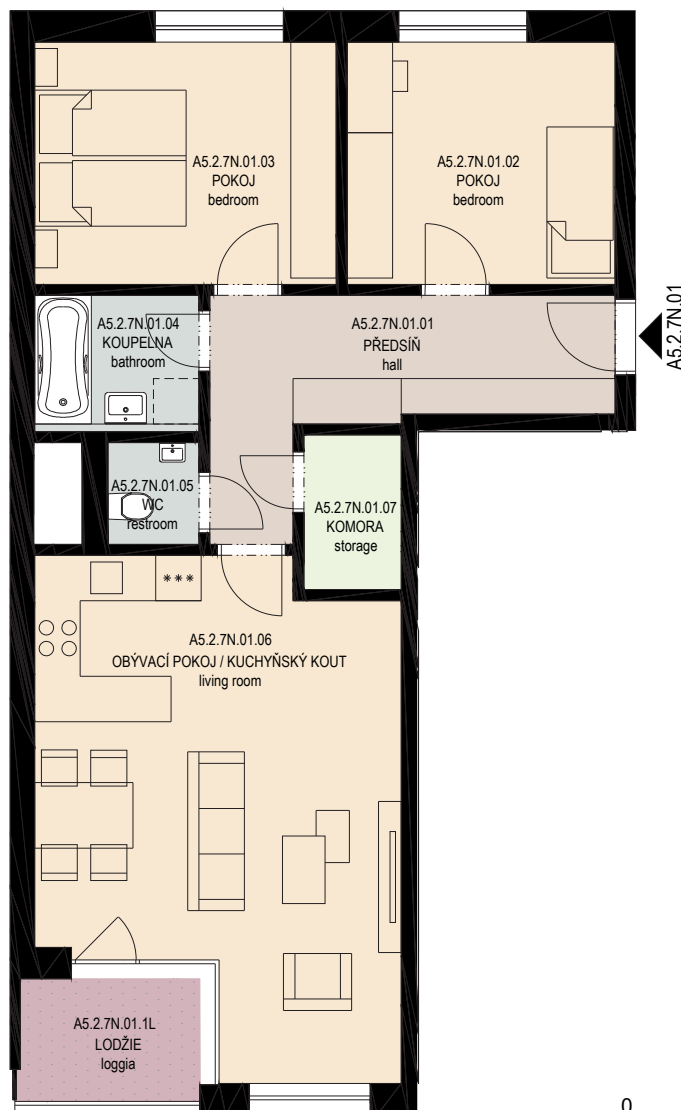 A5.2.7N.01.03
POKOJ
bedroom
A5.2.7N.01.02
POKOJ
bedroom
A5.2.7N.01.04
KOUPELNA
bathroom
A5.2.7N.01.01
PŘEDSÍŇ
hall
A5.2.7N.01
A5.2.7N.01.05
WC
restroom
A5.2.7N.01.07
KOMORA
storage
***
A5.2.7N.01.06
OBÝVACÍ POKOJ / KUCHYŇSKÝ KOUT
living room
A5.2.7N.01.1L
LODŽIE
loggia
0